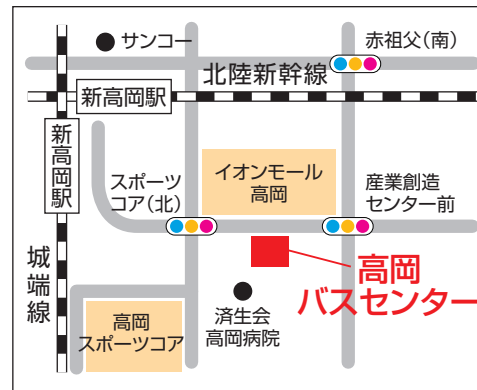 サンコー
赤祖父(南)
北陸新幹線
新高岡駅
新高岡駅
スポーツ
コア(北)
イオンモール
高岡
産業創造
センター前
城端線
高岡
バスセンター
済生会
高岡病院
高岡
スポーツコア